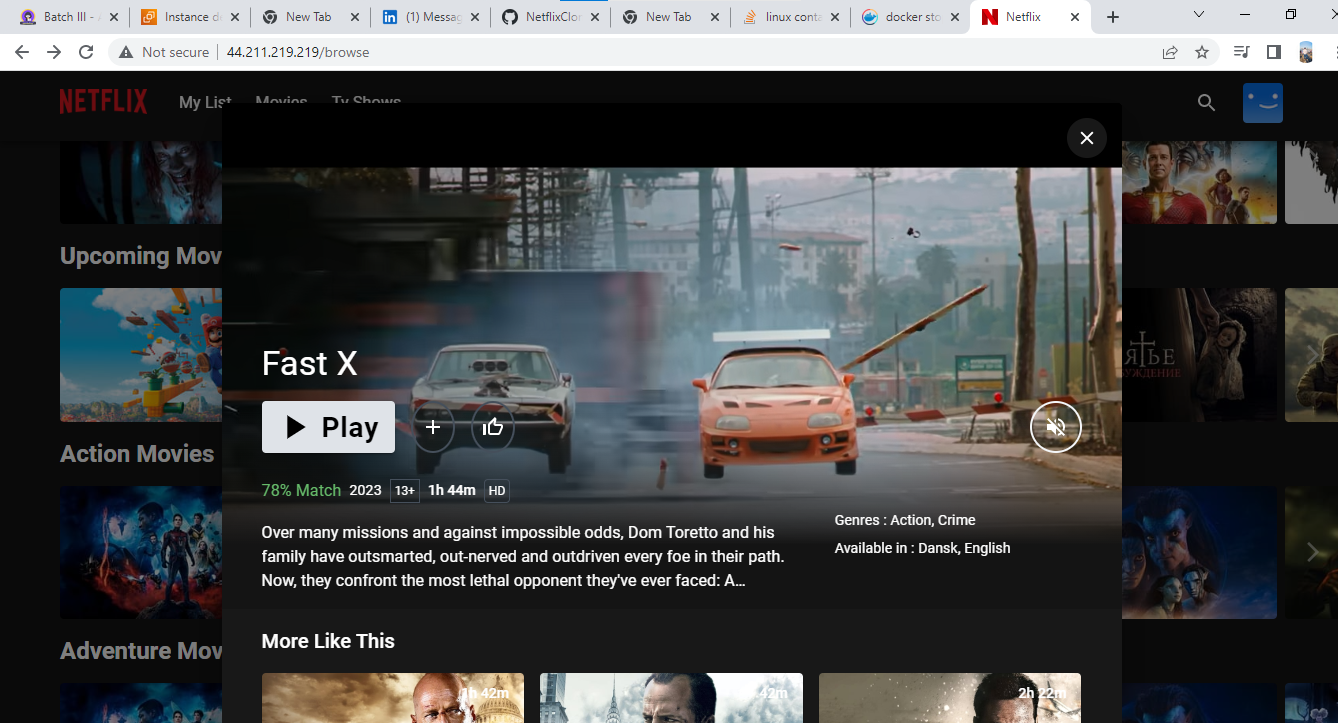 Batch III - A
Instance d
New Tab
(1) Messag
NetflixClon
New Tab
linux conta
docker sto
Netflix
Not secure
44.211.219.219/browse
NETFLIX
My List
Movies
Tv Shows
Upcoming Mov
ЯТЬЕ
УЖДЕНИЕ
Fast X
Play
78% Match 2023 13+ 1h 44m HD
Action Movies
Over many missions and against impossible odds, Dom Toretto and his
family have outsmarted, out-nerved and outdriven every foe in their path.
Now, they confront the most lethal opponent they've ever faced: A...
Genres : Action, Crime
Available in : Dansk, English
More Like This
Adventure Mov
1h 42m
42m
2h 22m